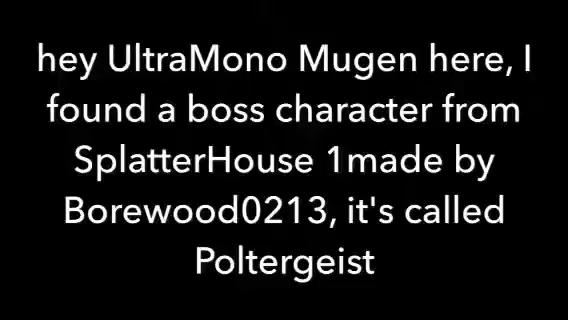 hey UltraMono Mugen here, I
found a boss character from
SplatterHouse 1made by
Borewood0213, it's called
Poltergeist